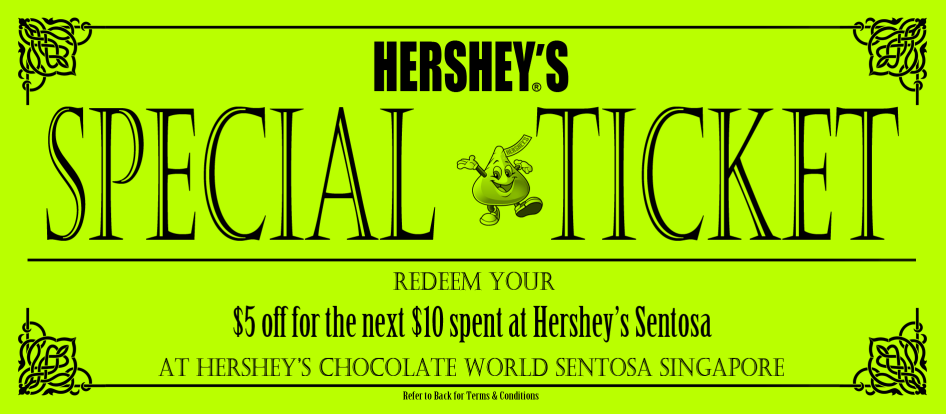 HERSHEY'S®
SPECIAL TICKET
HERSHEY'S
REDEEM YOUR
$5 off for the next $10 spent at Hershey's Sentosa
AT HERSHEY'S CHOCOLATE WORLD SENTOSA SINGAPORE
Refer to Back for Terms & Conditions